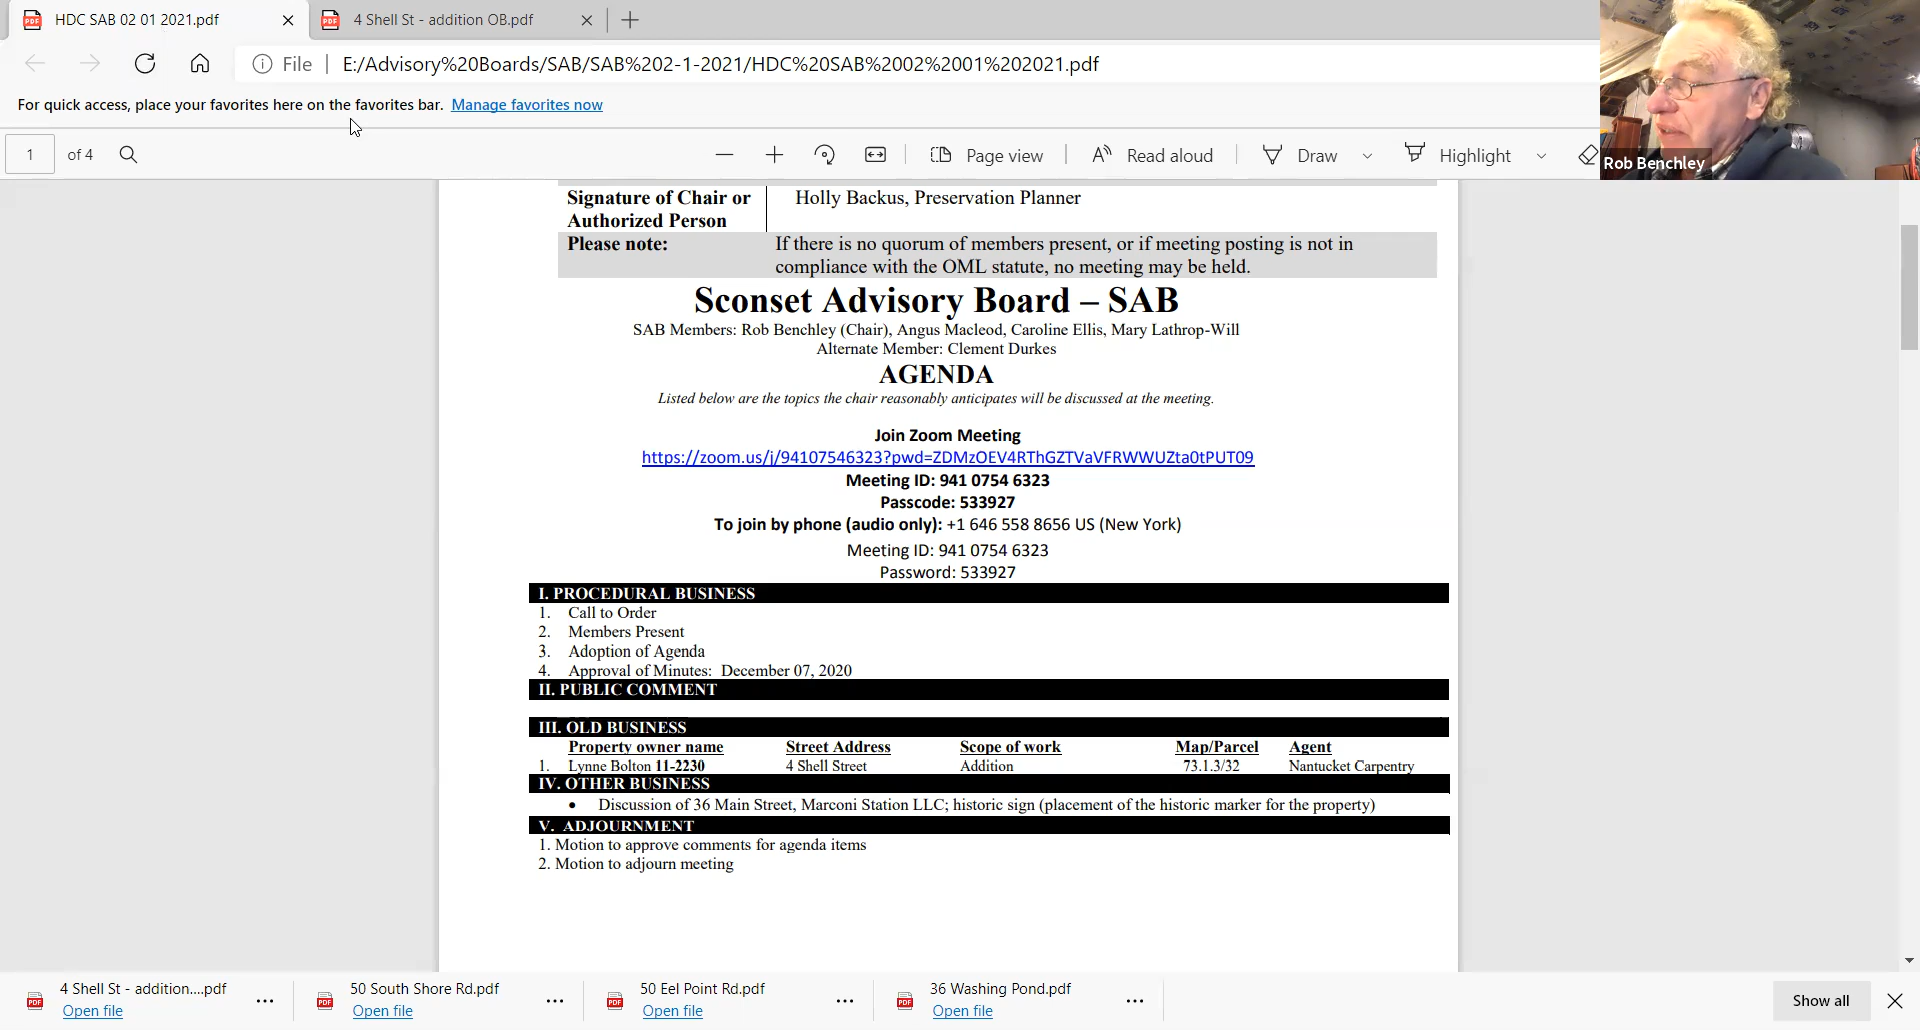 HDC SAB 02 01 2021.pdf
4 Shell St - addition OB.pdf
File
E:/Advisory%20Boards/SAB/SAB%202-1-2021/HDC%20SAB%2002%2001%202021.pdf
For quick access, place your favorites here on the favorites bar. Manage favorites now
1 of 4
Page view
Read aloud
Draw
Highlight
Rob Benchley
Signature of Chair or Authorized Person
Holly Backus, Preservation Planner
Please note:
If there is no quorum of members present, or if meeting posting is not in
compliance with the OML statute, no meeting may be held.
Sconset Advisory Board – SAB
SAB Members: Rob Benchley (Chair), Angus Macleod, Caroline Ellis, Mary Lathrop-Will
Alternate Member: Clement Durkes
AGENDA
Listed below are the topics the chair reasonably anticipates will be discussed at the meeting.
Join Zoom Meeting
https://zoom.us/j/94107546323?pwd=ZDMzOEV4RThGZTVaVFRWWUZta0tPUT09
Meeting ID: 941 0754 6323
Passcode: 533927
To join by phone (audio only): +1 646 558 8656 US (New York)
Meeting ID: 941 0754 6323
Password: 533927
I. PROCEDURAL BUSINESS
1. Call to Order
2. Members Present
3. Adoption of Agenda
4. Approval of Minutes: December 07, 2020
II. PUBLIC COMMENT
III. OLD BUSINESS
Property owner name Street Address Scope of work Map/Parcel Agent
1. Lynne Bolton 11-2230 4 Shell Street Addition 73.1.3/32 Nantucket Carpentry
IV. OTHER BUSINESS
• Discussion of 36 Main Street, Marconi Station LLC; historic sign (placement of the historic marker for the property)
V. ADJOURNMENT
1. Motion to approve comments for agenda items
2. Motion to adjourn meeting
4 Shell St - addition....pdf
Open file
50 South Shore Rd.pdf
Open file
50 Eel Point Rd.pdf
Open file
36 Washing Pond.pdf
Open file
Show all